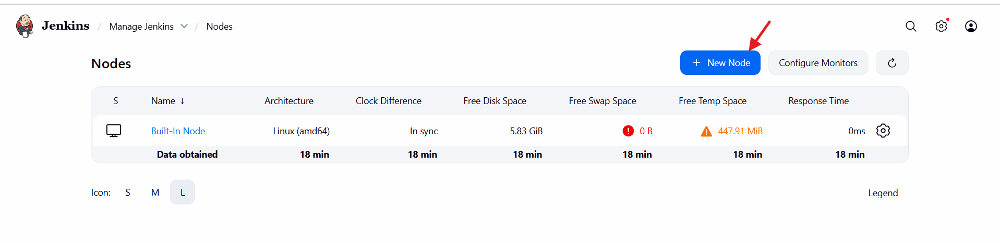 Jenkins / Manage Jenkins / Nodes
Nodes
+ New Node Configure Monitors
S Name ↓ Architecture Clock Difference Free Disk Space Free Swap Space Free Temp Space Response Time
Built-In Node Linux (amd64) In sync 5.83 GiB 0 B 447.91 MiB 0ms
Data obtained 18 min 18 min 18 min 18 min 18 min 18 min
Icon: S M L Legend